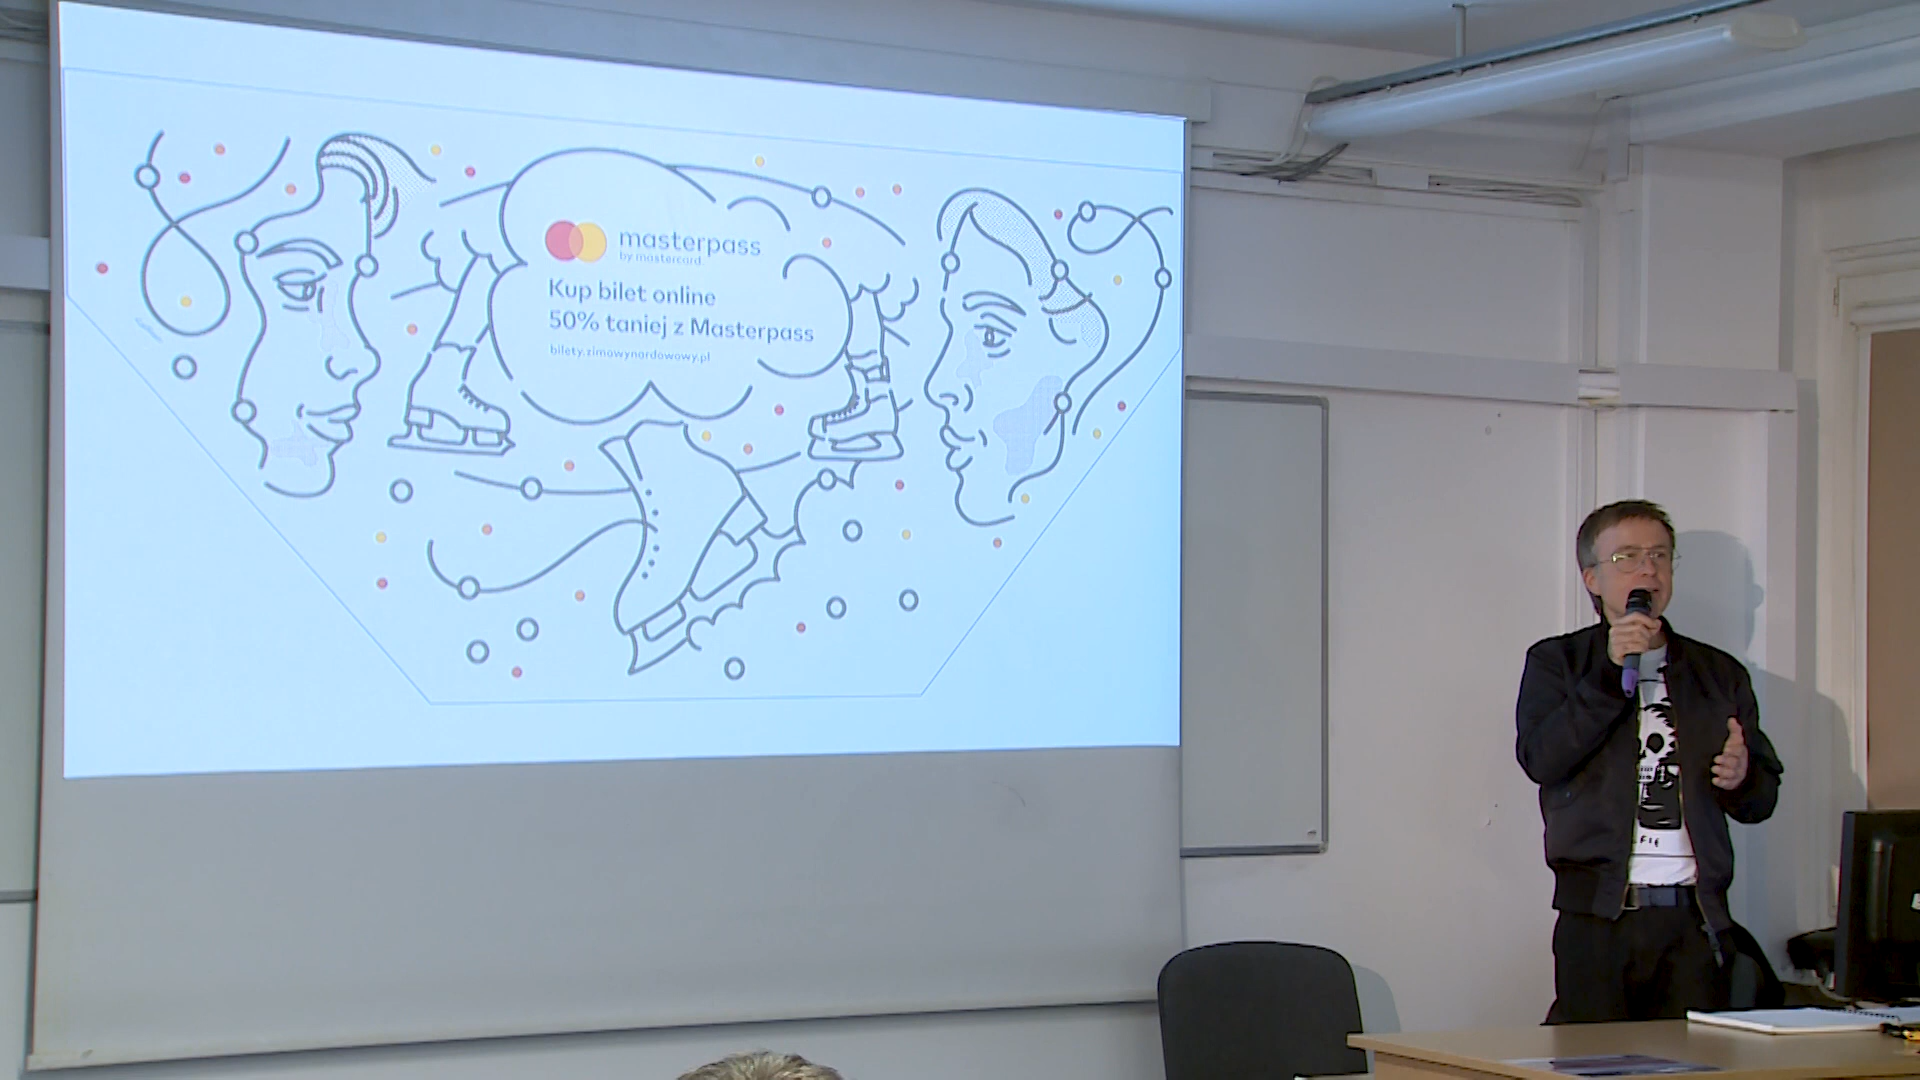 masterpass
by mastercard.
Kup bilet online
50% taniej z Masterpass
bilety.zimowynarodowy.pl